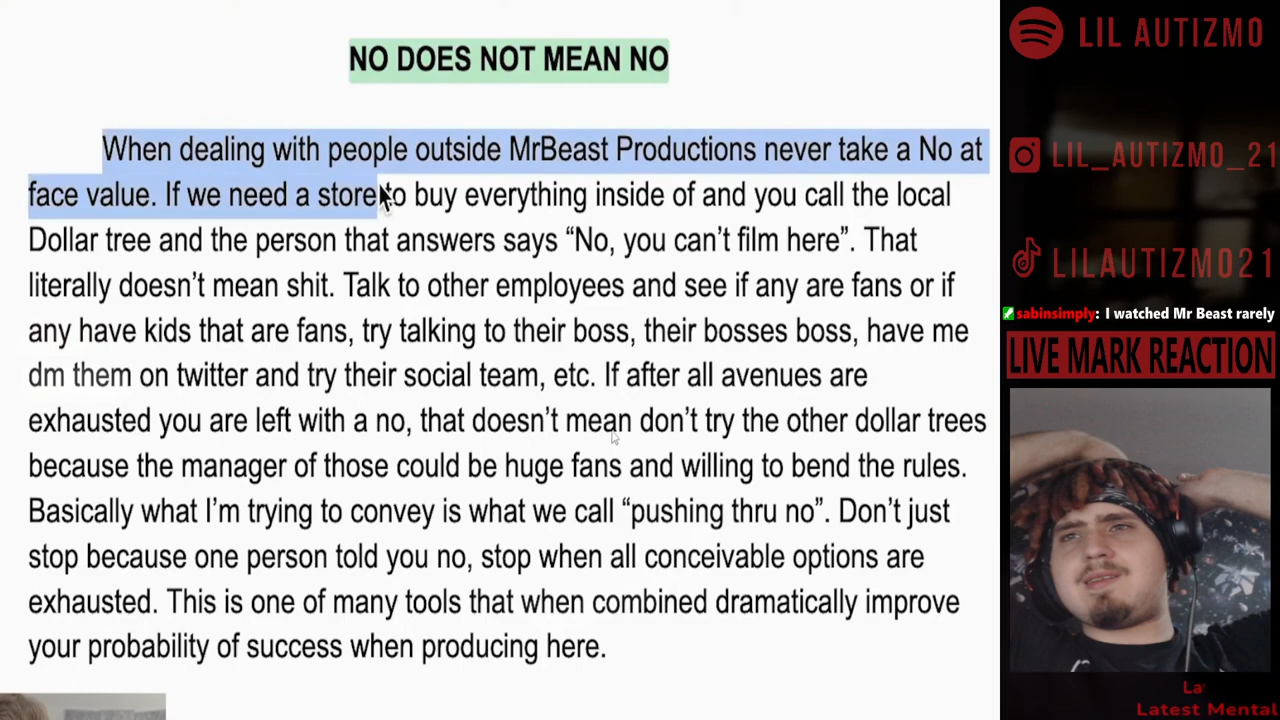 NO DOES NOT MEAN NO
When dealing with people outside MrBeast Productions never take a No at
face value. If we need a store to buy everything inside of and you call the local
Dollar tree and the person that answers says “No, you can’t film here”. That
literally doesn’t mean shit. Talk to other employees and see if any are fans or if
any have kids that are fans, try talking to their boss, their bosses boss, have me
dm them on twitter and try their social team, etc. If after all avenues are
exhausted you are left with a no, that doesn’t mean don’t try the other dollar trees
because the manager of those could be huge fans and willing to bend the rules.
Basically what I’m trying to convey is what we call “pushing thru no”. Don’t just
stop because one person told you no, stop when all conceivable options are
exhausted. This is one of many tools that when combined dramatically improve
your probability of success when producing here.
LIL AUTIZMO
LIL_AUTIZMO_21
LILAUTIZMO21
sabinsimply: I watched Mr Beast rarely
LIVE MARK REACTION
La
Latest Mental